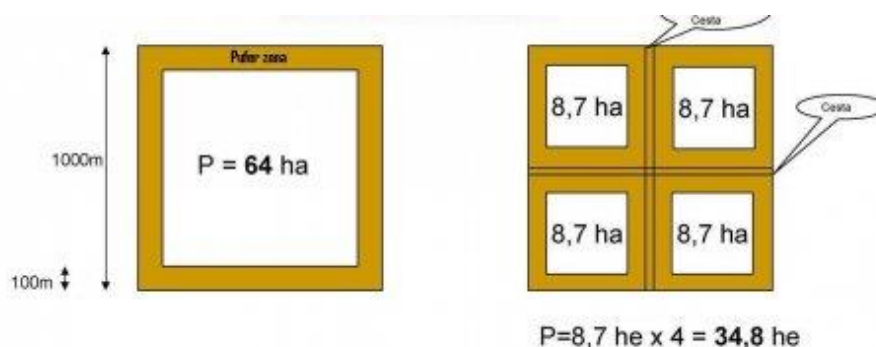 Cesta
Pufer zona
8,7 ha
8,7 ha
Cesta
1000m
P = 64 ha
8,7 ha
8,7 ha
100m
P=8,7 he x 4 = 34,8 he